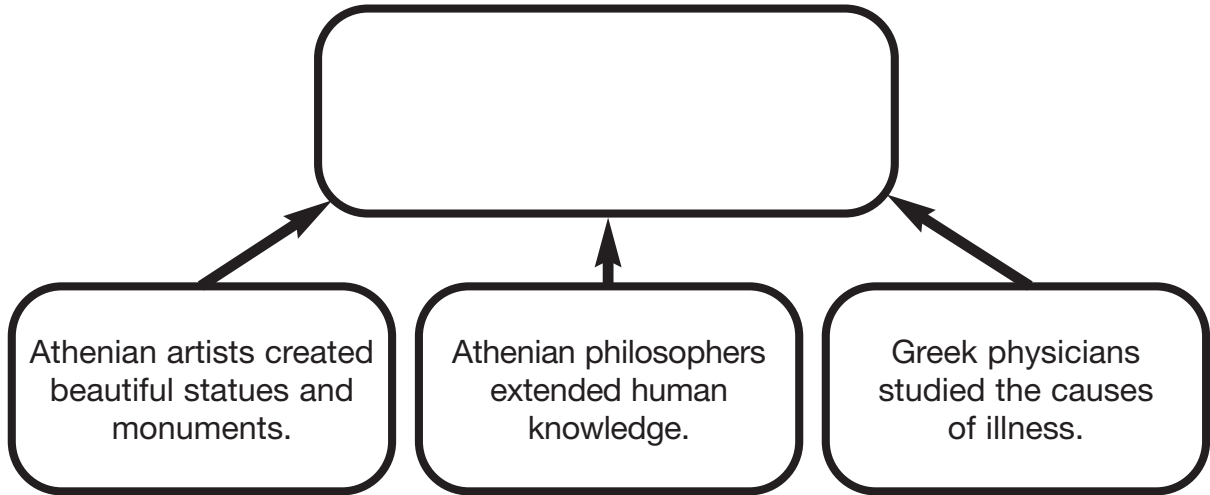 Athenian artists created
beautiful statues and
monuments.
Athenian philosophers
extended human
knowledge.
Greek physicians
studied the causes
of illness.